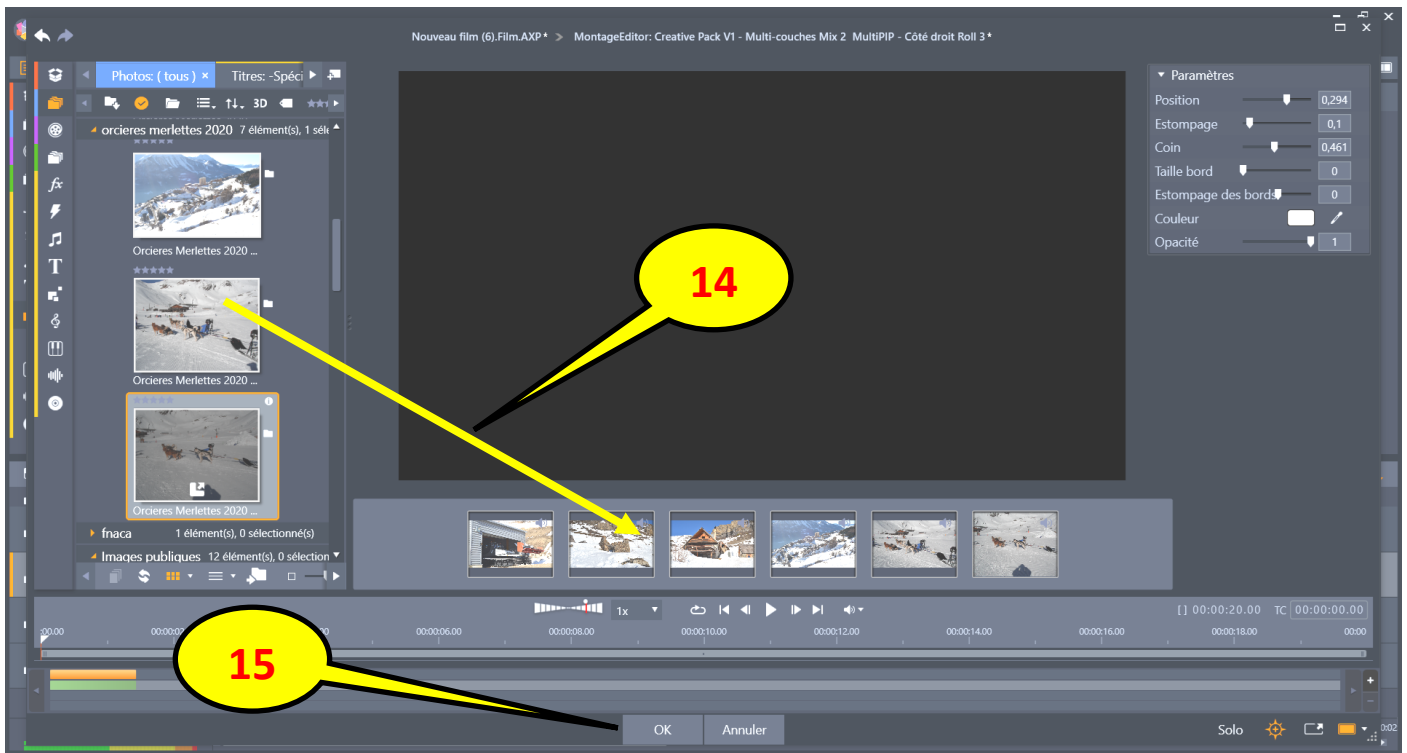 Nouveau film (6).Film.AXP* > MontageEditor: Creative Pack V1 - Multi-couches Mix 2 MultiPIP - Côté droit Roll 3*
Photos: ( tous ) ×
Titres: -Spéci
3D
orcieres merlettes 2020 7 élément(s), 1 séle
Orcieres Merlettes 2020 ...
Orcieres Merlettes 2020 ...
Orcieres Merlettes 2020 ...
fnaca 1 élément(s), 0 sélectionné(s)
Images publiques 12 élément(s), 0 sélection
fx
T
14
Paramètres
Position 0,294
Estompage 0,1
Coin 0,461
Taille bord 0
Estompage des bords 0
Couleur
Opacité 1
1x
[ ] 00:00:20.00 TC 00:00:00.00
:00.00 00:00:02 00:00:06.00 00:00:08.00 00:00:10.00 00:00:12.00 00:00:14.00 00:00:16.00 00:00:18.00 00:00
15
OK Annuler
Solo